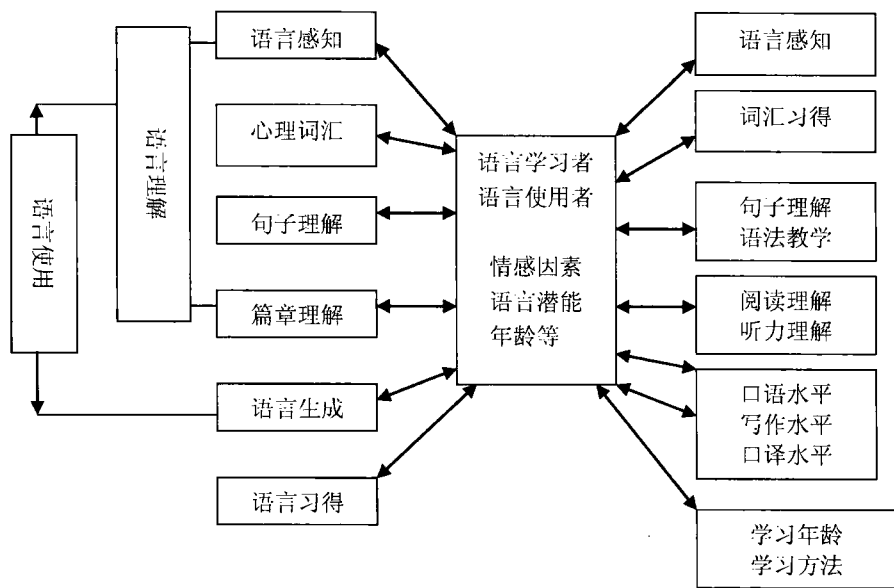 语言使用
语言理解
语言感知
心理词汇
句子理解
篇章理解
语言生成
语言习得
语言学习者
语言使用者
情感因素
语言潜能
年龄等
语言感知
词汇习得
句子理解
语法教学
阅读理解
听力理解
口语水平
写作水平
口译水平
学习年龄
学习方法